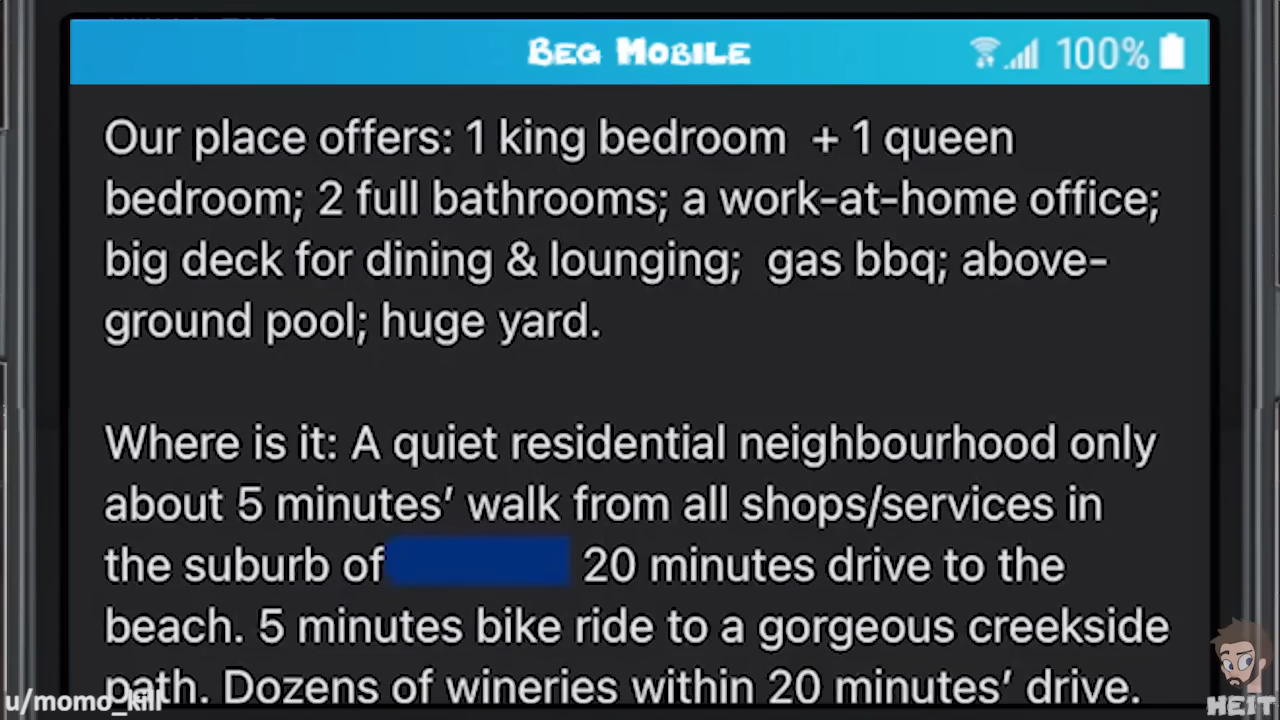 Beg Mobile
100%
Our place offers: 1 king bedroom + 1 queen
bedroom; 2 full bathrooms; a work-at-home office;
big deck for dining & lounging; gas bbq; above-
ground pool; huge yard.
Where is it: A quiet residential neighbourhood only
about 5 minutes’ walk from all shops/services in
the suburb of 20 minutes drive to the
beach. 5 minutes bike ride to a gorgeous creekside
path. Dozens of wineries within 20 minutes’ drive.
u/momo_kill
HEIT